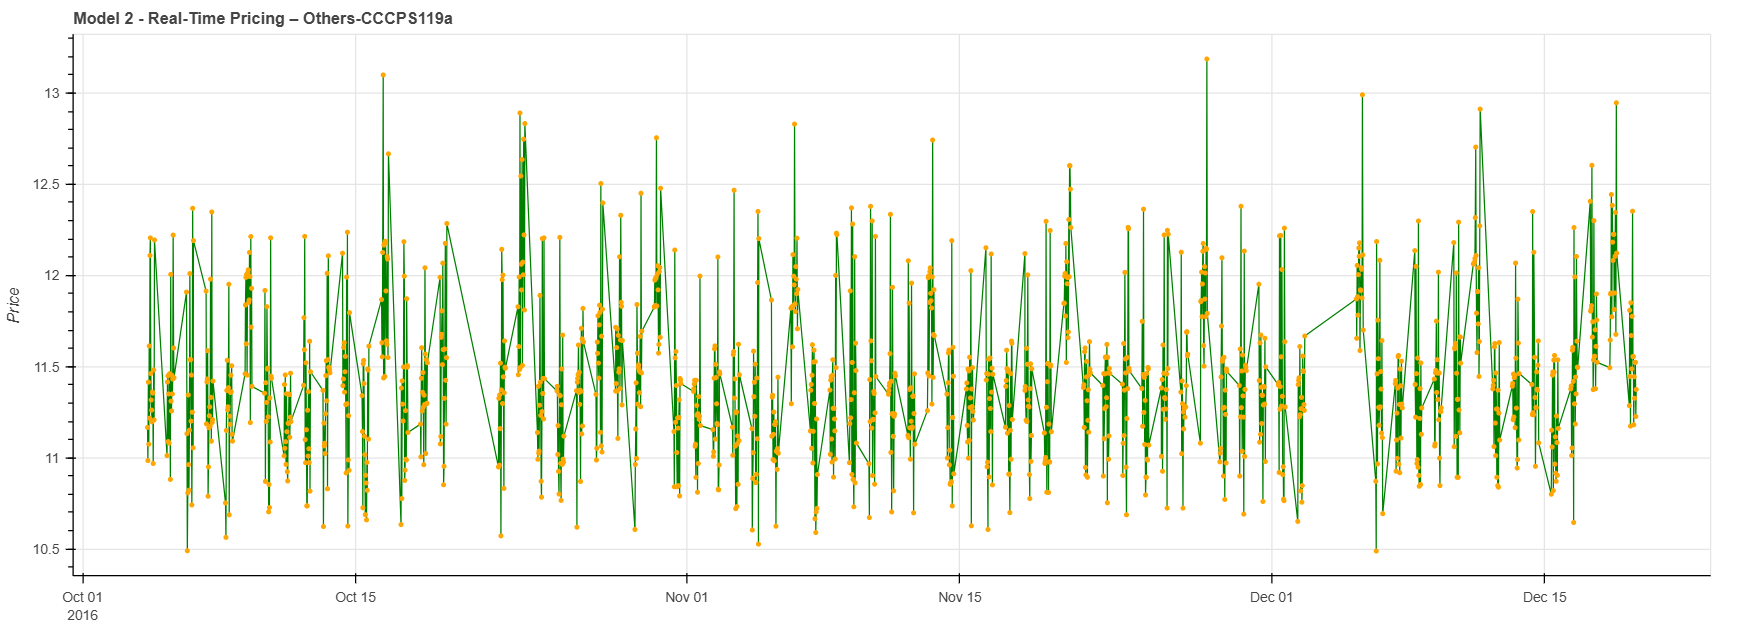 Model 2 - Real-Time Pricing – Others-CCCPS119a
13
12.5
12
11.5
11
10.5
Price
Oct 01 Oct 15 Nov 01 Nov 15 Dec 01 Dec 15
2016